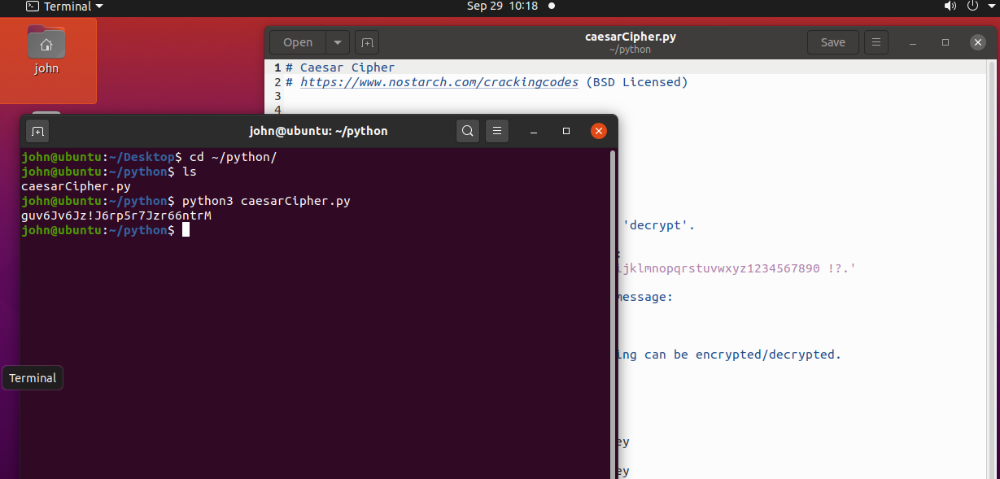 Terminal
Sep 29 10:18
john
Open
caesarCipher.py
~/python
Save
1 # Caesar Cipher
2 # https://www.nostarch.com/crackingcodes (BSD Licensed)
3
4
'decrypt'.
:
ijklmnopqrstuvwxyz1234567890 !?.'
message:
ing can be encrypted/decrypted.
ey
ey
john@ubuntu: ~/python
john@ubuntu:~/Desktop$ cd ~/python/
john@ubuntu:~/python$ ls
caesarCipher.py
john@ubuntu:~/python$ python3 caesarCipher.py
guv6Jv6Jz!J6rp5r7Jzr66ntrM
john@ubuntu:~/python$
Terminal